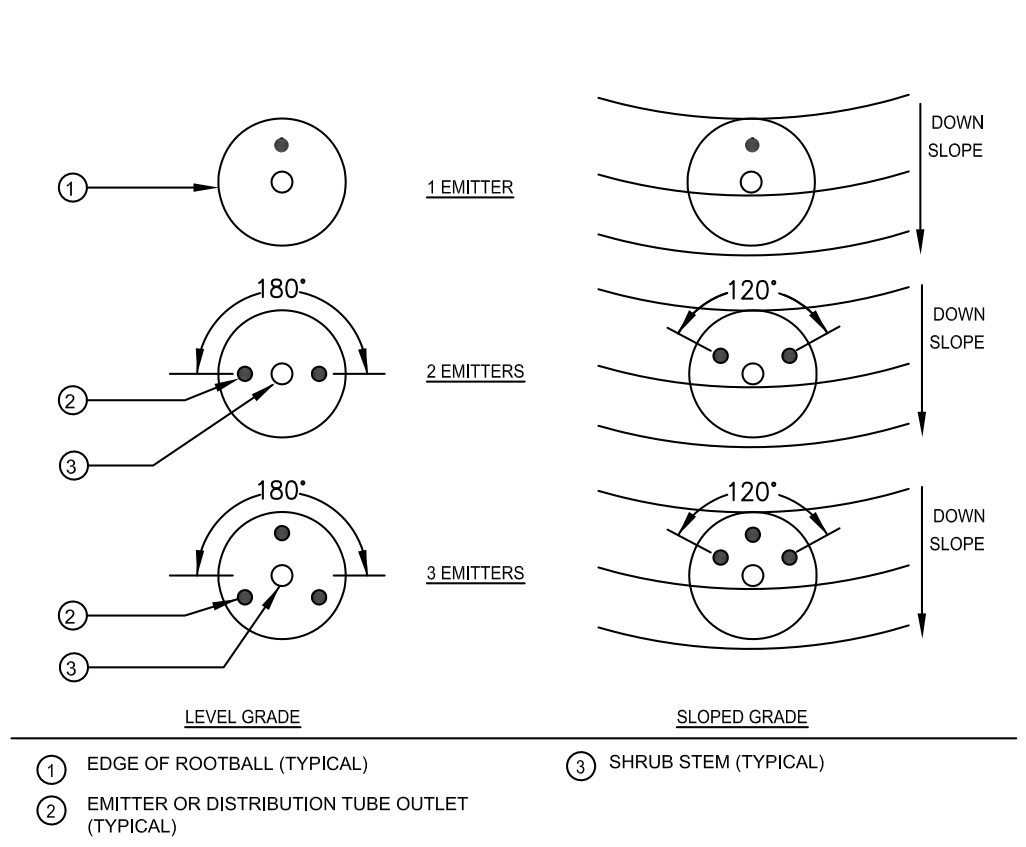 DOWN
SLOPE
1
1 EMITTER
180°
120°
DOWN
SLOPE
2 EMITTERS
2
3
180°
120°
DOWN
SLOPE
3 EMITTERS
2
3
LEVEL GRADE
SLOPED GRADE
1 EDGE OF ROOTBALL (TYPICAL)
2 EMITTER OR DISTRIBUTION TUBE OUTLET
(TYPICAL)
3 SHRUB STEM (TYPICAL)